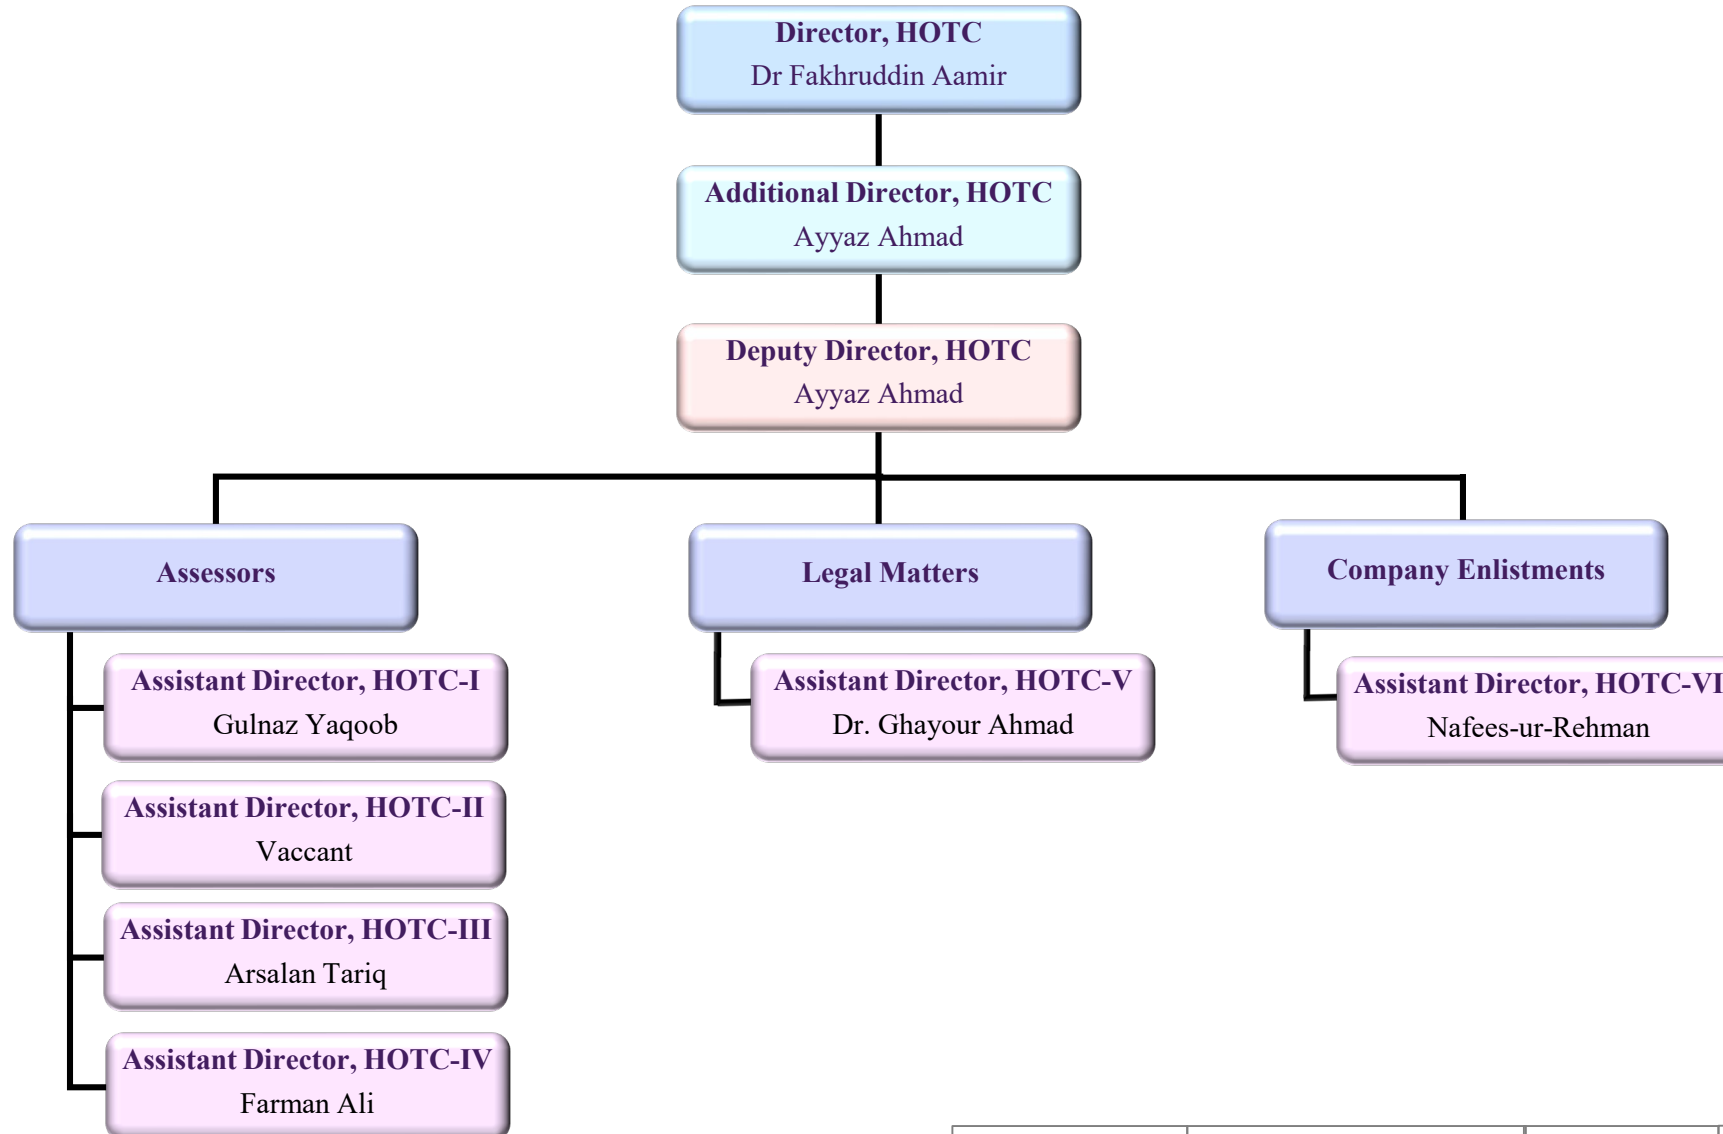 Director, HOTC
Dr Fakhruddin Aamir
Additional Director, HOTC
Ayyaz Ahmad
Deputy Director, HOTC
Ayyaz Ahmad
Assessors
Assistant Director, HOTC-I
Gulnaz Yaqoob
Assistant Director, HOTC-II
Vaccant
Assistant Director, HOTC-III
Arsalan Tariq
Assistant Director, HOTC-IV
Farman Ali
Legal Matters
Assistant Director, HOTC-V
Dr. Ghayour Ahmad
Company Enlistments
Assistant Director, HOTC-VI
Nafees-ur-Rehman